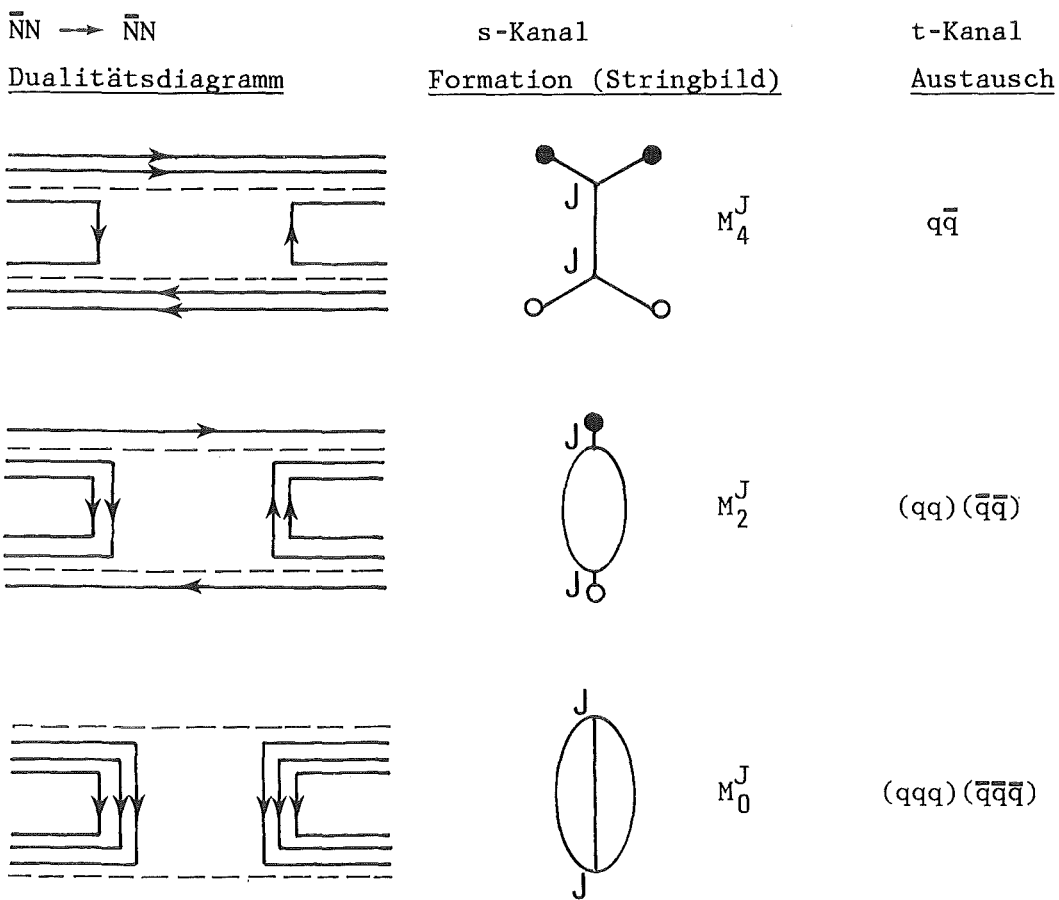 N̄N → N̄N s-Kanal t-Kanal
Dualitätsdiagramm Formation (Stringbild) Austausch
J
J
M₄ᴶ
qq̄
J
J
M₂ᴶ
(qq)(q̄q̄)
J
J
M₀ᴶ
(qqq)(q̄q̄q̄)